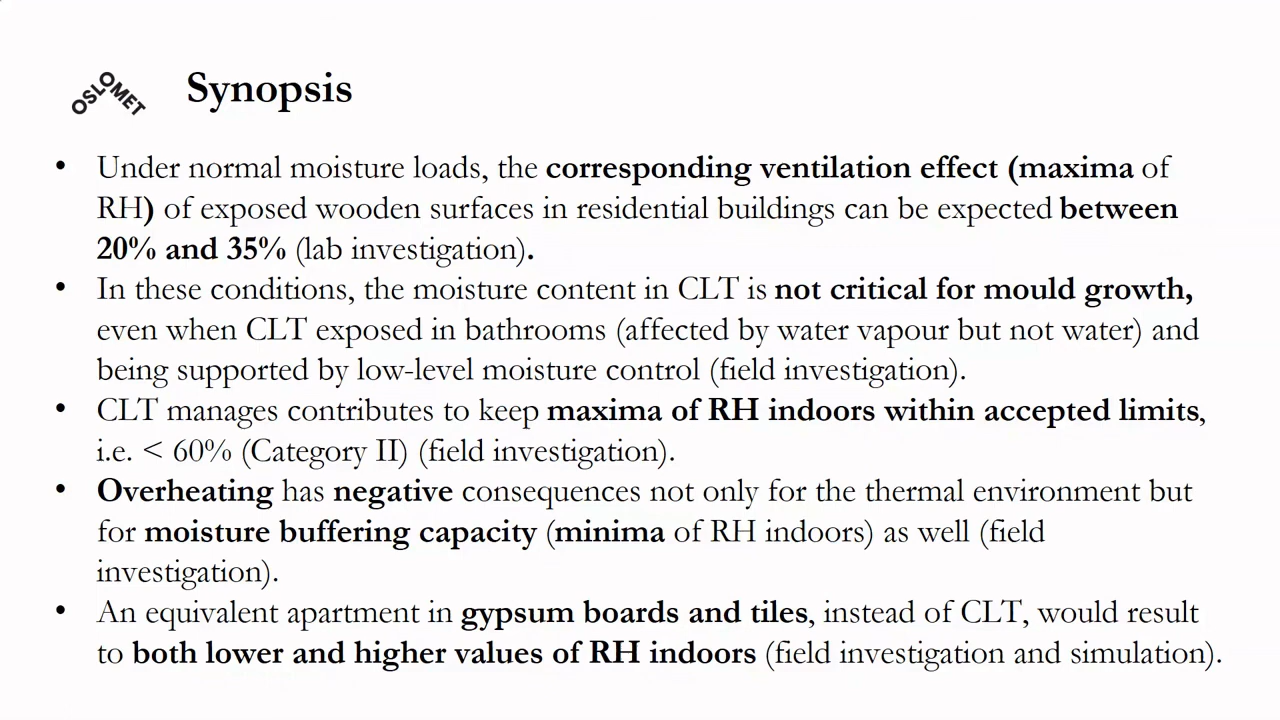 OSLOMET
Synopsis
• Under normal moisture loads, the corresponding ventilation effect (maxima of
RH) of exposed wooden surfaces in residential buildings can be expected between
20% and 35% (lab investigation).
• In these conditions, the moisture content in CLT is not critical for mould growth,
even when CLT exposed in bathrooms (affected by water vapour but not water) and
being supported by low-level moisture control (field investigation).
• CLT manages contributes to keep maxima of RH indoors within accepted limits,
i.e. < 60% (Category II) (field investigation).
• Overheating has negative consequences not only for the thermal environment but
for moisture buffering capacity (minima of RH indoors) as well (field
investigation).
• An equivalent apartment in gypsum boards and tiles, instead of CLT, would result
to both lower and higher values of RH indoors (field investigation and simulation).